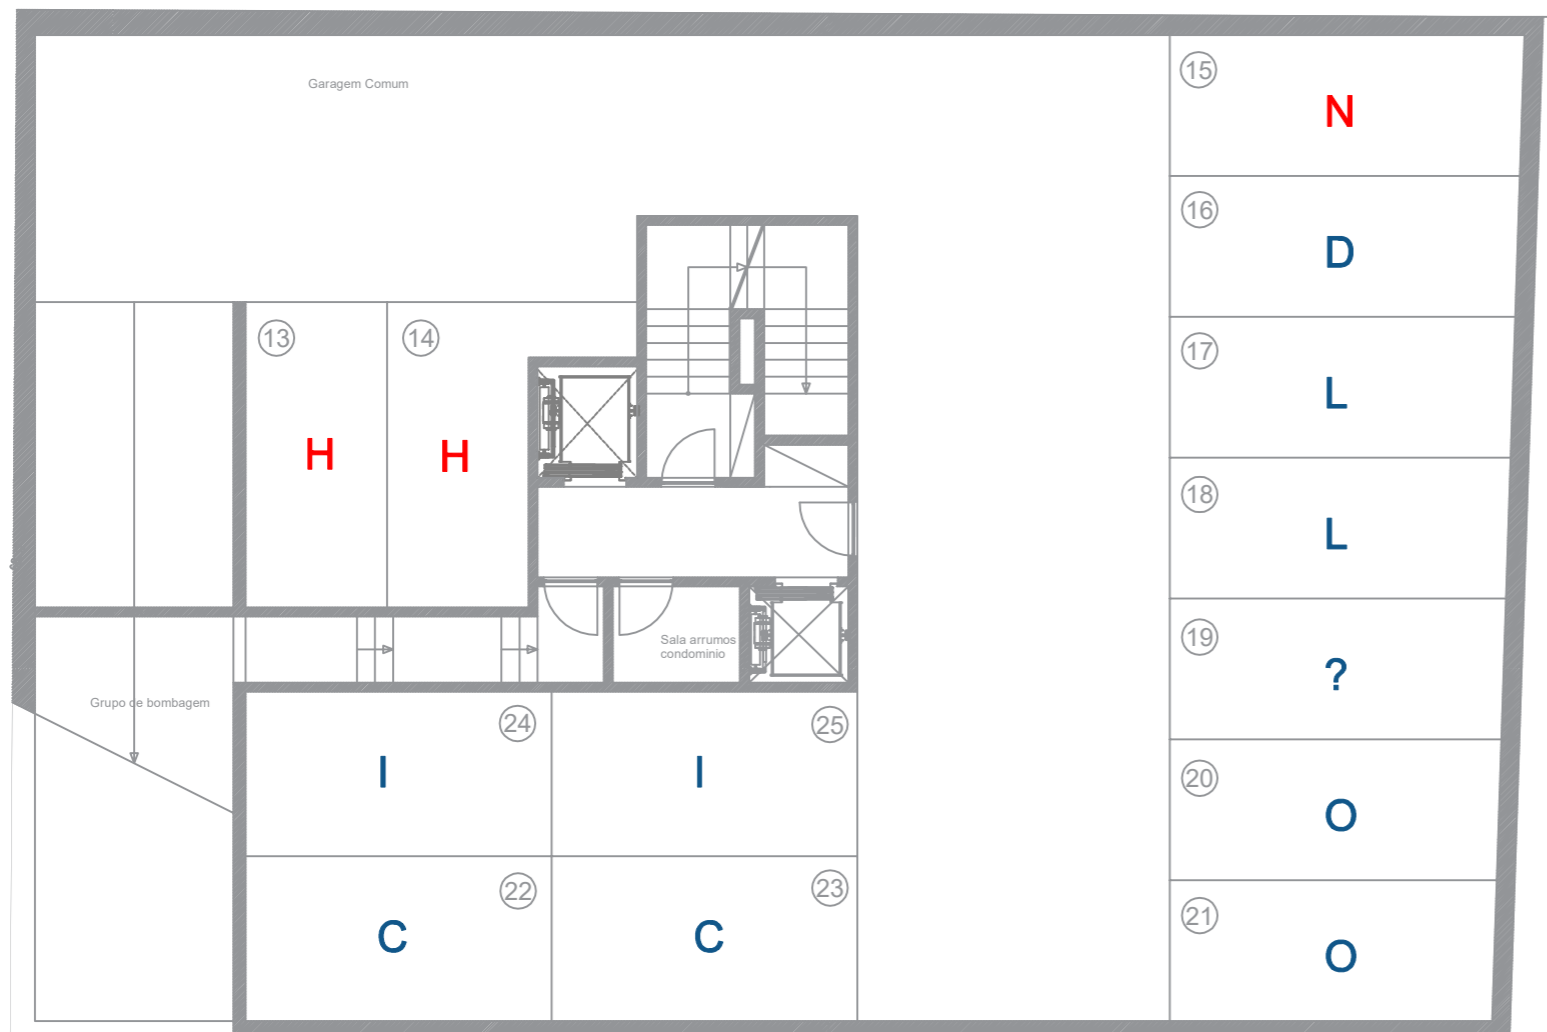 Garagem Comum
15
N
16
D
13
14
17
L
H
H
18
L
19
?
Sala arrumos
condominio
Grupo de bombagem
24
I
25
I
20
O
22
C
23
C
21
O